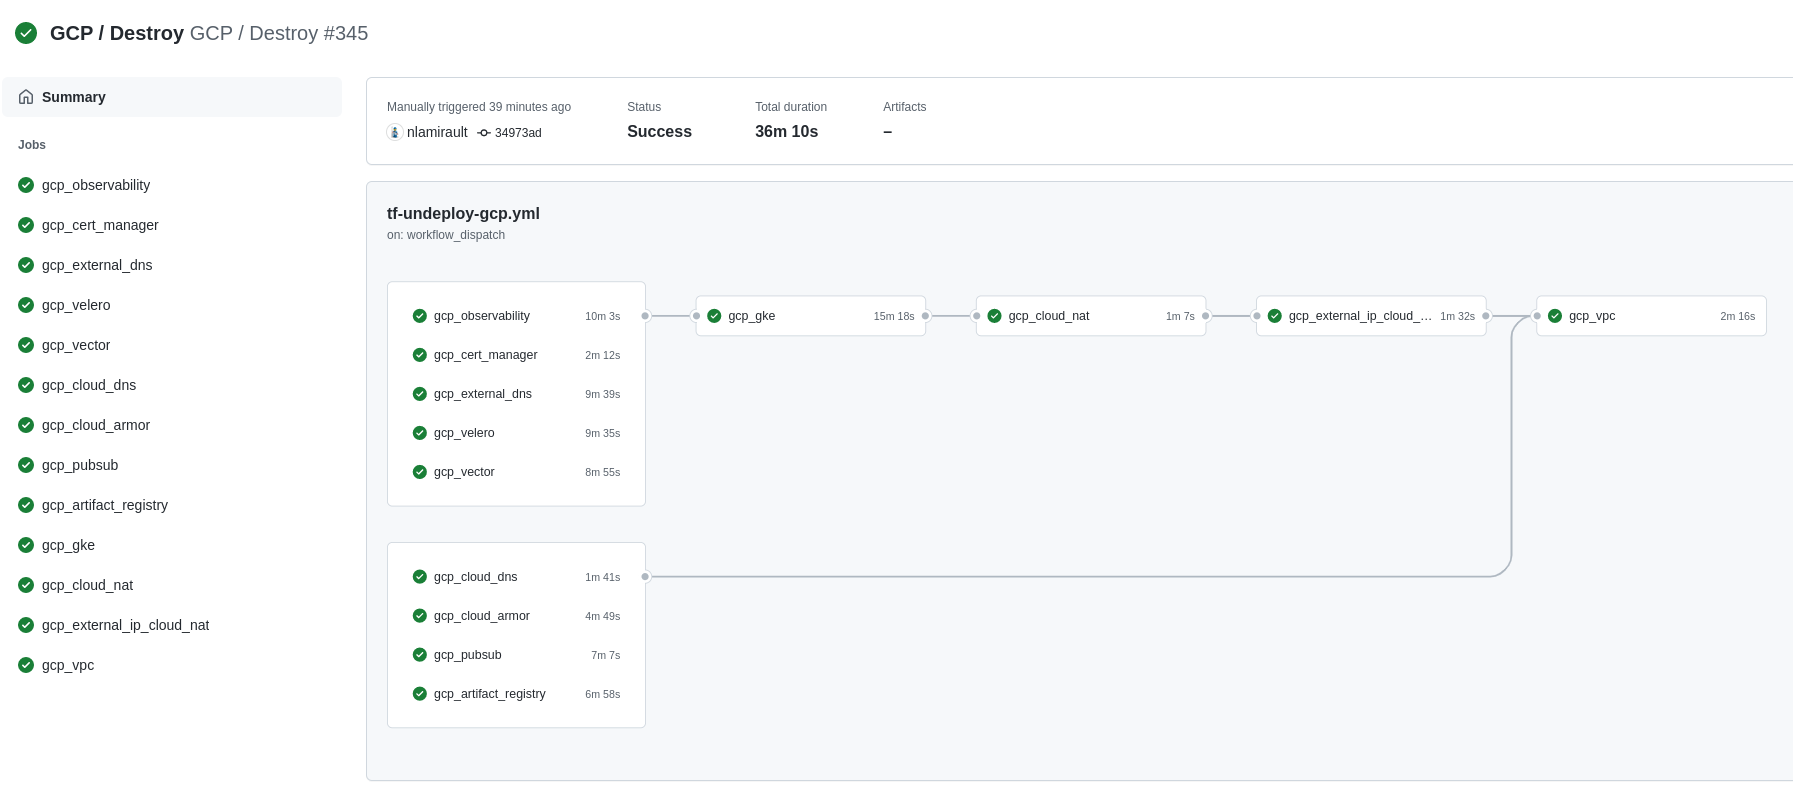 GCP / Destroy GCP / Destroy #345
Summary
Jobs
gcp_observability
gcp_cert_manager
gcp_external_dns
gcp_velero
gcp_vector
gcp_cloud_dns
gcp_cloud_armor
gcp_pubsub
gcp_artifact_registry
gcp_gke
gcp_cloud_nat
gcp_external_ip_cloud_nat
gcp_vpc
Manually triggered 39 minutes ago Status Total duration Artifacts
nlamirault 34973ad Success 36m 10s –
tf-undeploy-gcp.yml
on: workflow_dispatch
gcp_observability 10m 3s
gcp_cert_manager 2m 12s
gcp_external_dns 9m 39s
gcp_velero 9m 35s
gcp_vector 8m 55s
gcp_gke 15m 18s
gcp_cloud_nat 1m 7s
gcp_external_ip_cloud_... 1m 32s
gcp_vpc 2m 16s
gcp_cloud_dns 1m 41s
gcp_cloud_armor 4m 49s
gcp_pubsub 7m 7s
gcp_artifact_registry 6m 58s